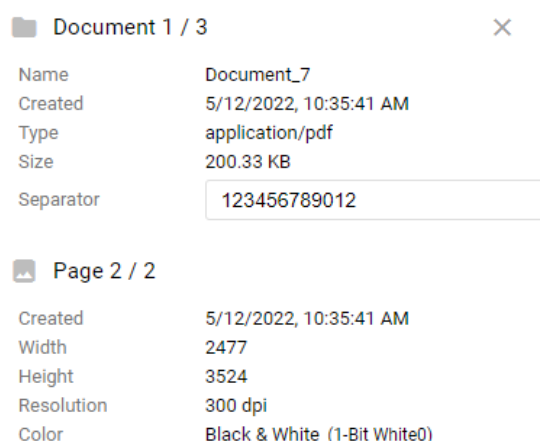 Document 1 / 3
Name Document_7
Created 5/12/2022, 10:35:41 AM
Type application/pdf
Size 200.33 KB
Separator 123456789012
Page 2 / 2
Created 5/12/2022, 10:35:41 AM
Width 2477
Height 3524
Resolution 300 dpi
Color Black & White (1-Bit White0)